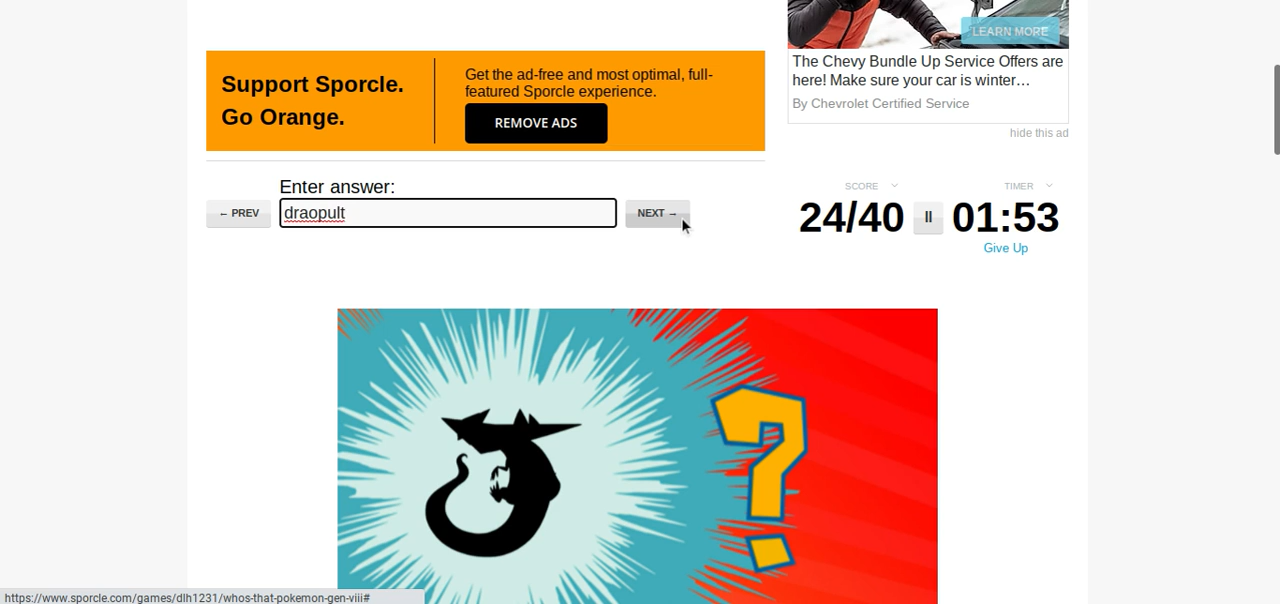 LEARN MORE
The Chevy Bundle Up Service Offers are
here! Make sure your car is winter…
By Chevrolet Certified Service
hide this ad
Support Sporcle.
Go Orange.
Get the ad-free and most optimal, full-
featured Sporcle experience.
REMOVE ADS
Enter answer:
← PREV
draopult
NEXT →
SCORE
24/40
TIMER
01:53
Give Up
?
https://www.sporcle.com/games/dlh1231/whos-that-pokemon-gen-viii#